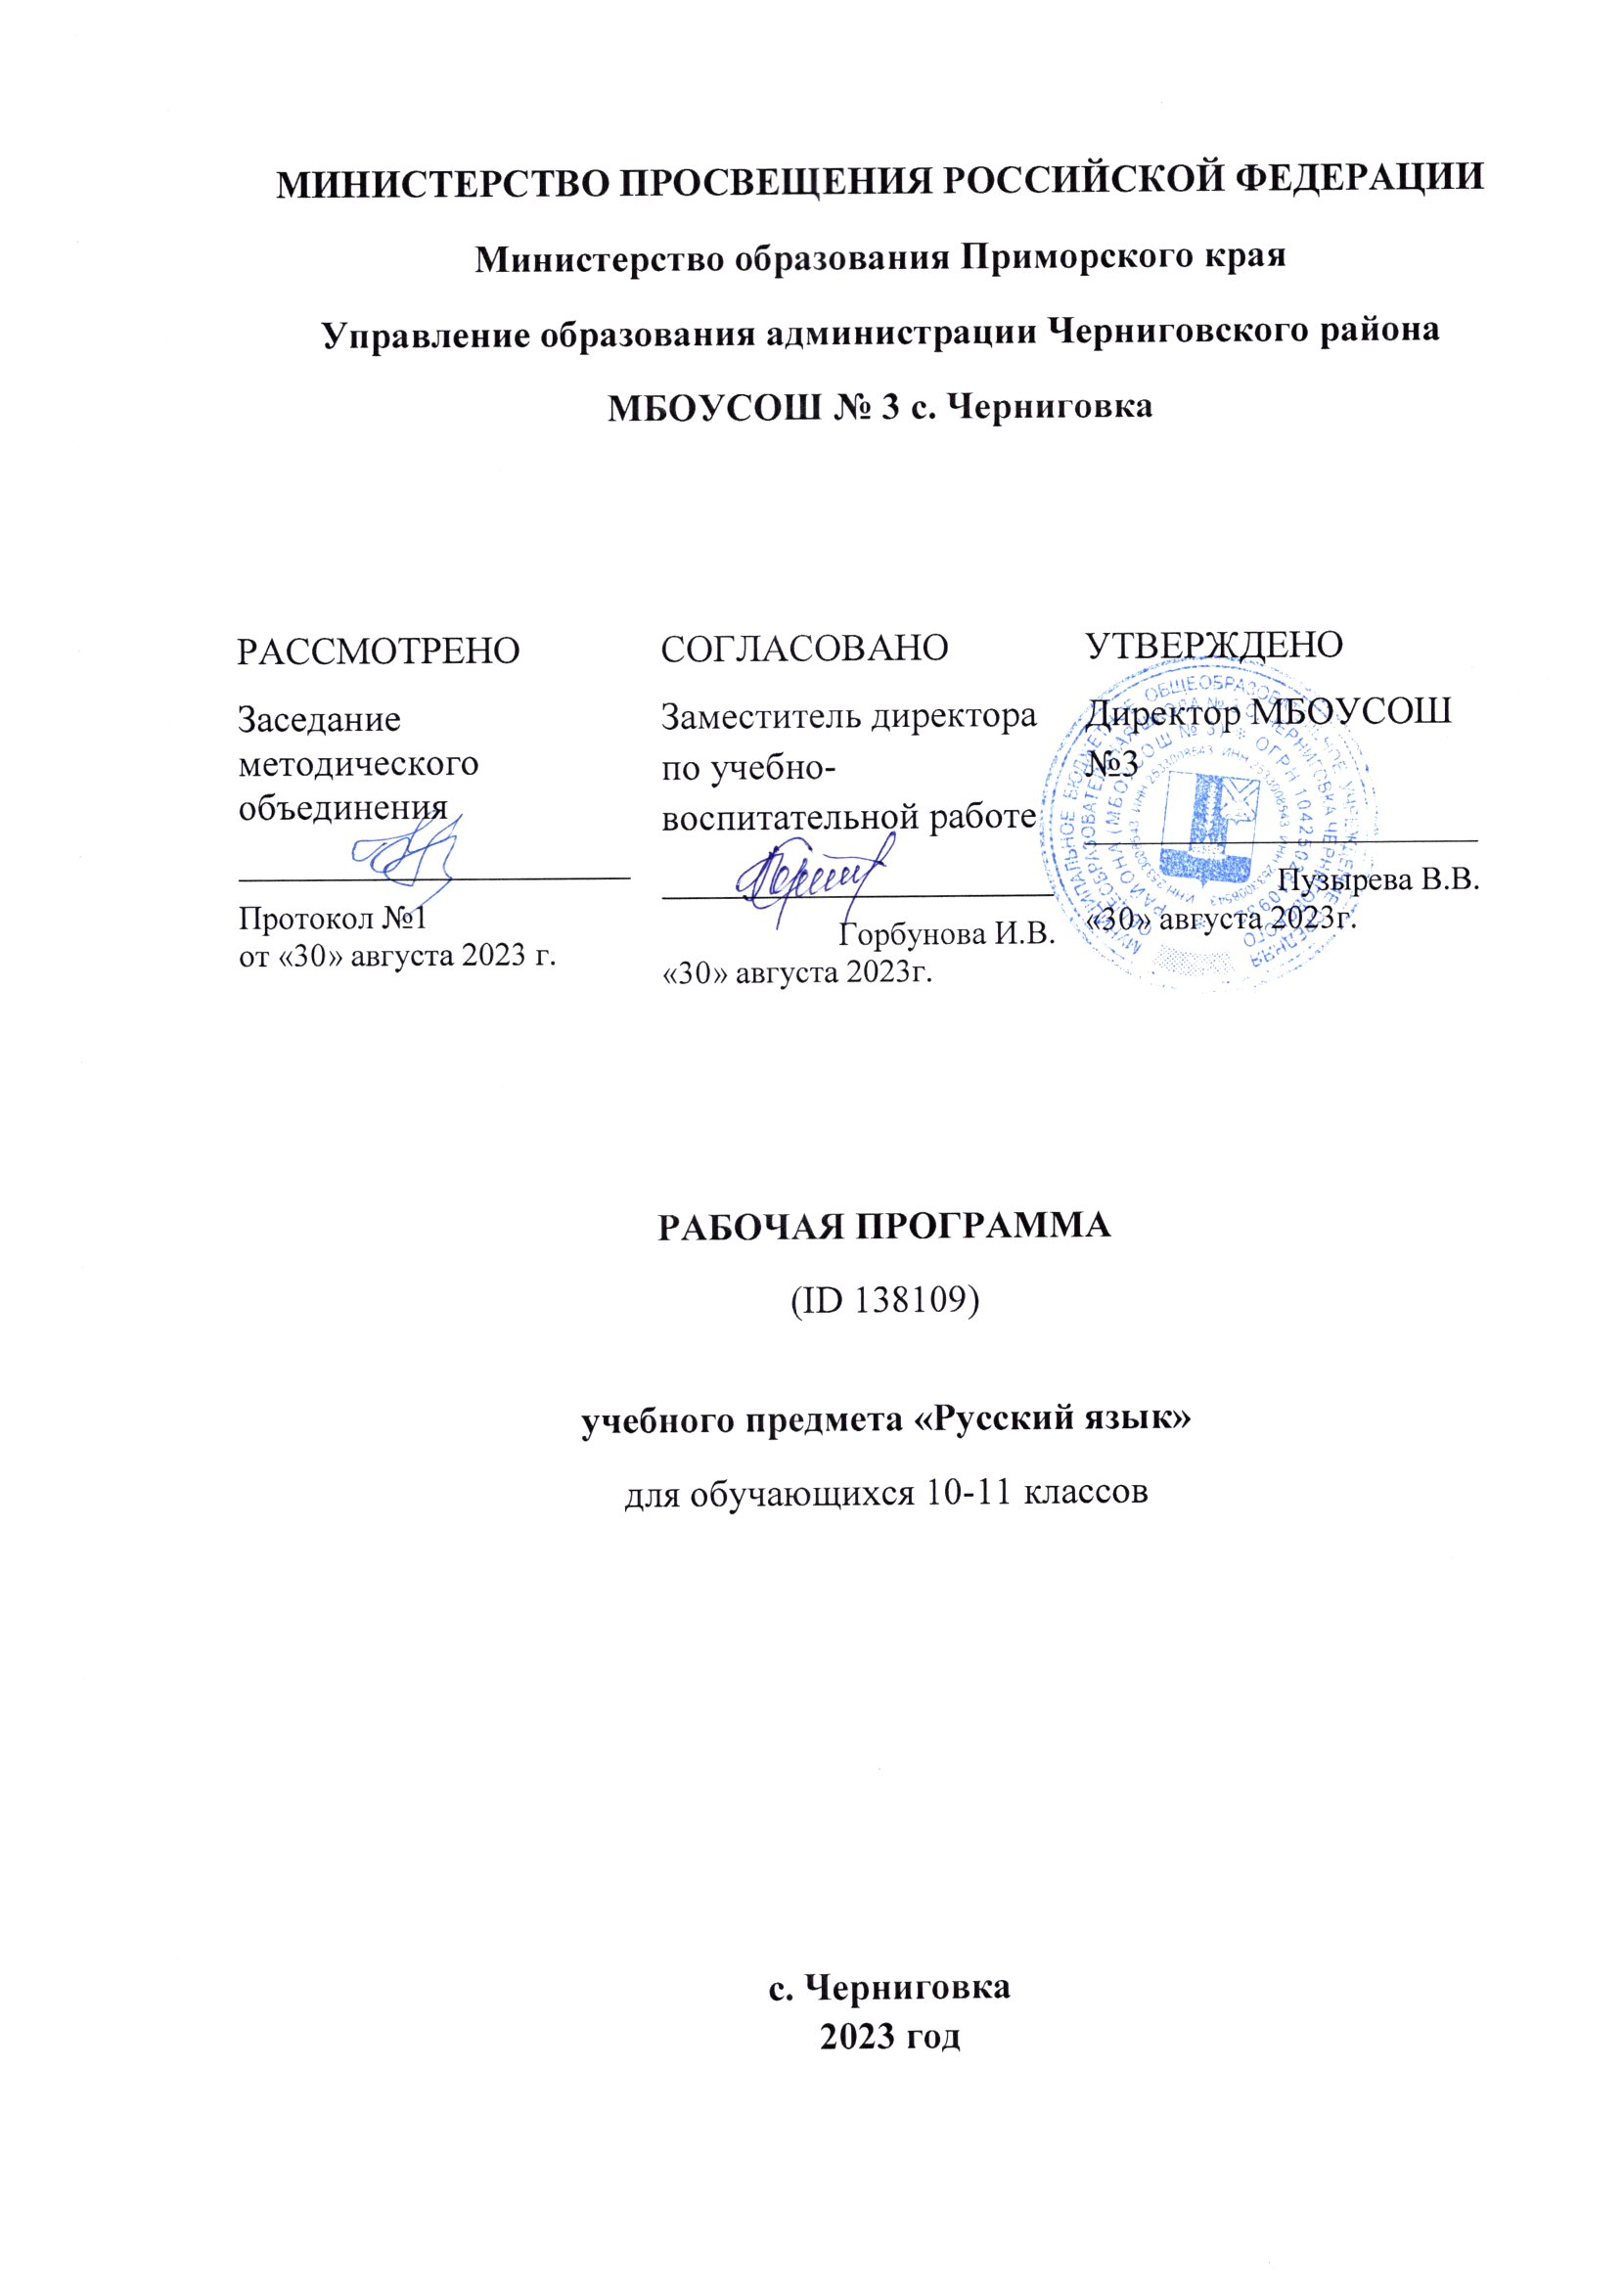 МИНИСТЕРСТВО ПРОСВЕЩЕНИЯ РОССИЙСКОЙ ФЕДЕРАЦИИ
Министерство образования Приморского края
Управление образования администрации Черниговского района
МБОУСОШ № 3 с. Черниговка
РАССМОТРЕНО
Заседание
методического
объединения
Протокол №1
от «30» августа 2023 г.
СОГЛАСОВАНО
Заместитель директора
по учебно-
воспитательной работе
Горбунова И.В.
«30» августа 2023г.
УТВЕРЖДЕНО
Директор МБОУСОШ
№3
Пузырева В.В.
«30» августа 2023г.
РАБОЧАЯ ПРОГРАММА
(ID 138109)
учебного предмета «Русский язык»
для обучающихся 10-11 классов
с. Черниговка
2023 год